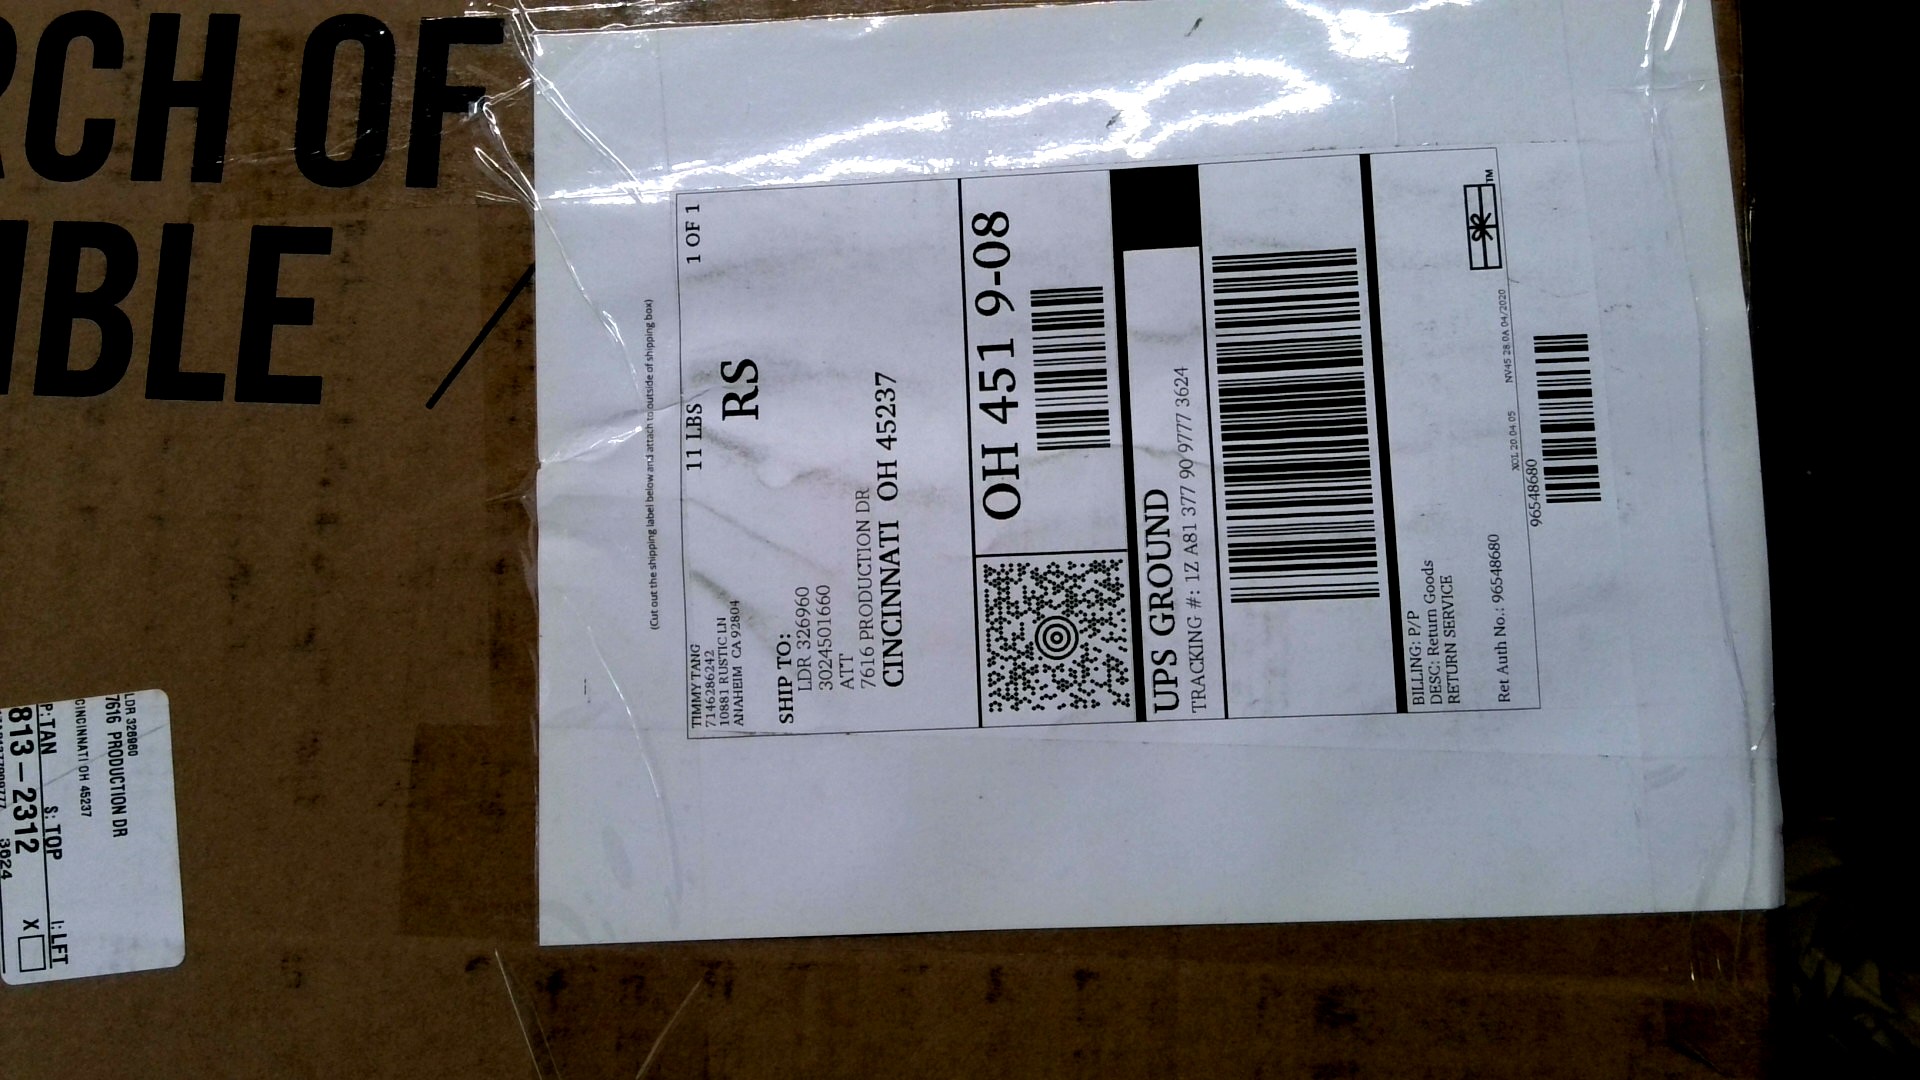 RCH OF
IBLE
(Cut out the shipping label below and attach to outside of shipping box)
TIMMY TANG
7146286242
10881 RUSTIC LN
ANAHEIM CA 92804
11 LBS
1 OF 1
RS
SHIP TO:
LDR 326960
3024501660
ATT
7616 PRODUCTION DR
CINCINNATI OH 45237
OH 451 9-08
UPS GROUND
TRACKING #: 1Z A81 377 90 9777 3624
BILLING: P/P
DESC: Return Goods
RETURN SERVICE
Ret Auth No.: 96548680
XOL 20.04.05
NV45 28.0A 04/2020
TM
96548680
LDR 326960
7616 PRODUCTION DR
CINCINNATI OH 45237
P: TAN S: TOP I: LFT
813-2312 X
3624